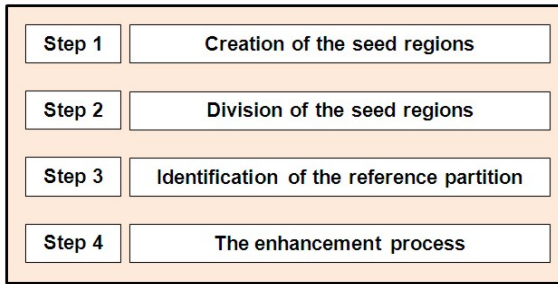 Step 1 Creation of the seed regions
Step 2 Division of the seed regions
Step 3 Identification of the reference partition
Step 4 The enhancement process